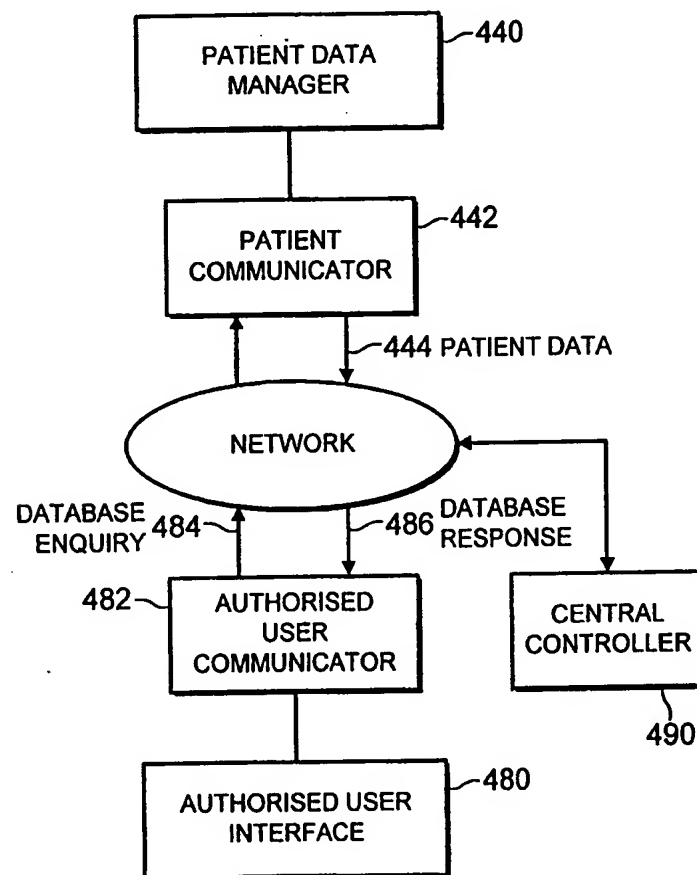 PATIENT DATA
MANAGER
440
PATIENT
COMMUNICATOR
442
444 PATIENT DATA
NETWORK
DATABASE
ENQUIRY
484
486 DATABASE
RESPONSE
482
AUTHORISED
USER
COMMUNICATOR
CENTRAL
CONTROLLER
490
AUTHORISED USER
INTERFACE
480